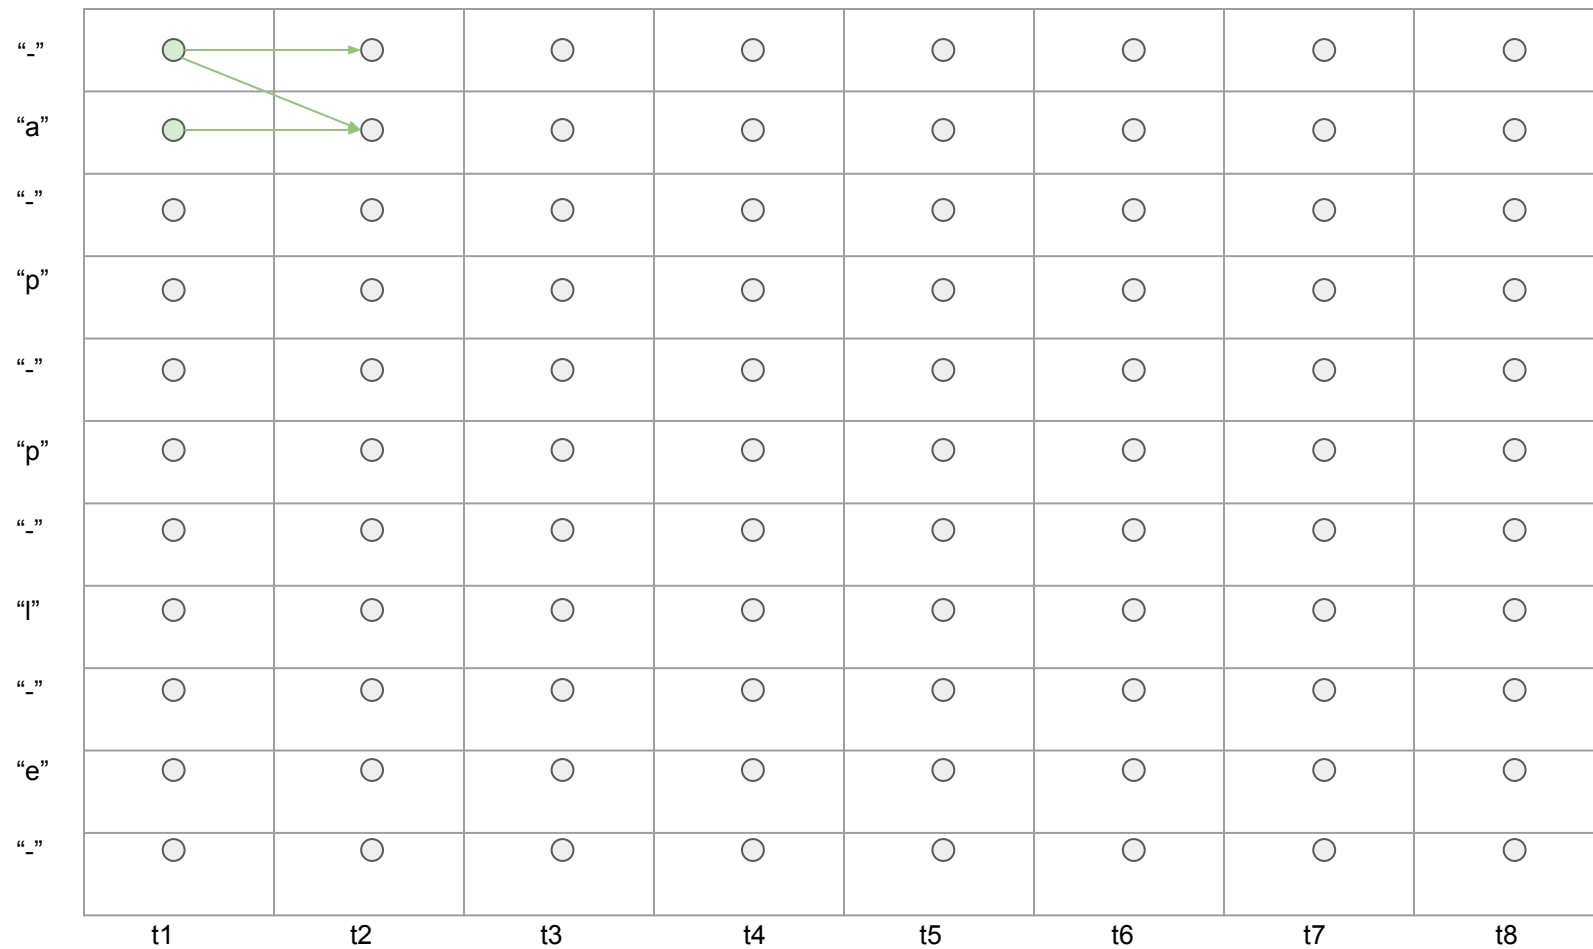 “-”
“a”
“-”
“p”
“-”
“p”
“-”
“l”
“-”
“e”
“-”
t1 t2 t3 t4 t5 t6 t7 t8